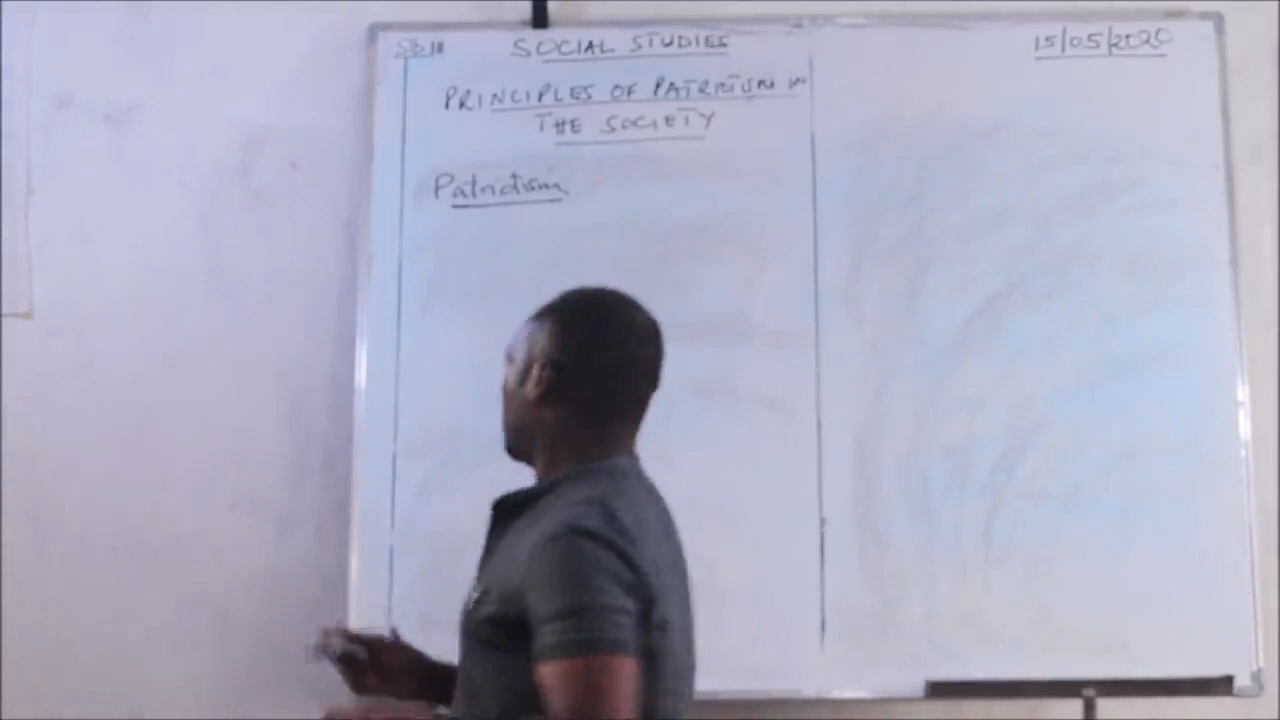 SOCIAL STUDIES
15/05/2020
PRINCIPLES OF PATRIOTISM IN
THE SOCIETY
Patriotism